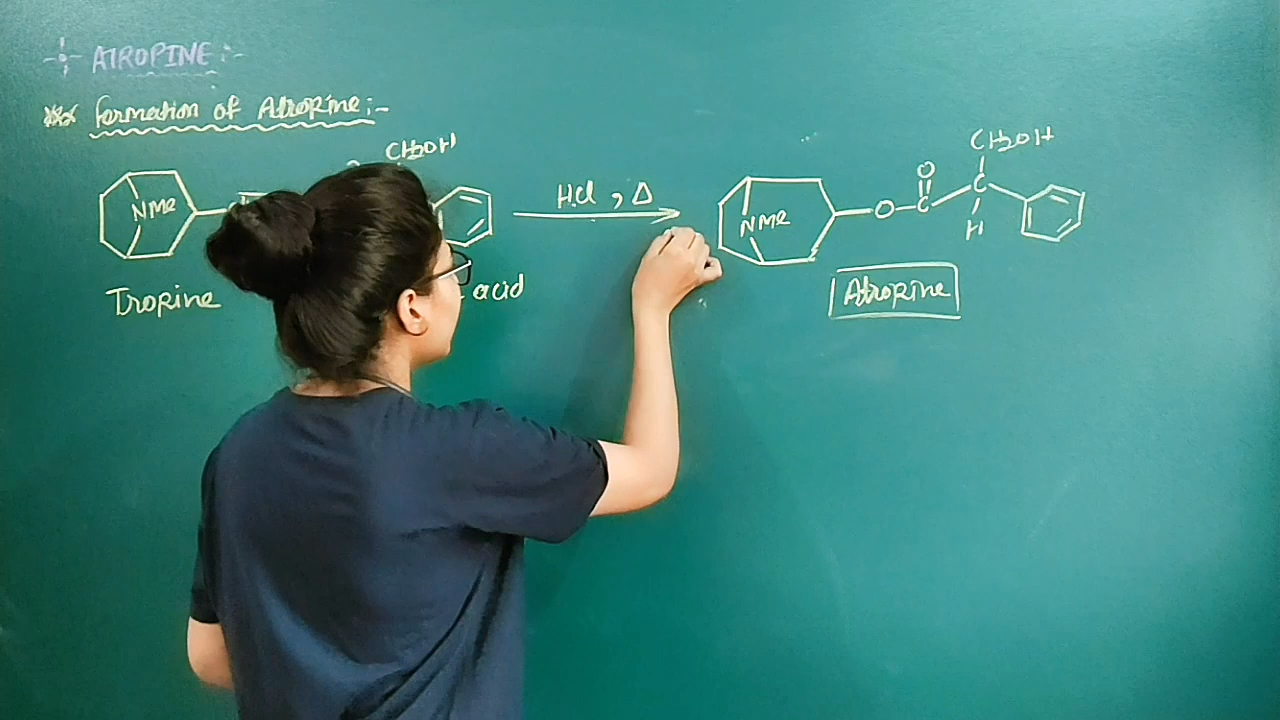 ATROPINE :-
Formation of Atropine :-
CH2OH
NMe
HCl , Δ
Tropine
acid
CH2OH
O
NMe
O
C
C
H
Atropine